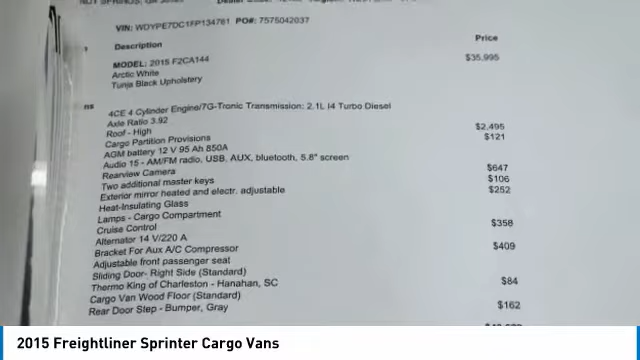 VIN: WDYPE7DC1FP134761 PO#: 7575042037
Description Price
MODEL: 2015 F2CA144 $35,995
Arctic White
Tunja Black Upholstery
4CE 4 Cylinder Engine/7G-Tronic Transmission: 2.1L I4 Turbo Diesel
Axle Ratio 3.92
Roof - High $2,495
Cargo Partition Provisions $121
AGM battery 12 V 95 Ah 850A
Audio 15 - AM/FM radio, USB, AUX, bluetooth, 5.8" screen
Rearview Camera $647
Two additional master keys $106
Exterior mirror heated and electr. adjustable $252
Heat-Insulating Glass
Lamps - Cargo Compartment
Cruise Control $358
Alternator 14 V/220 A
Bracket For Aux A/C Compressor $409
Adjustable front passenger seat
Sliding Door- Right Side (Standard)
Thermo King of Charleston - Hanahan, SC $84
Cargo Van Wood Floor (Standard)
Rear Door Step - Bumper, Gray $162
2015 Freightliner Sprinter Cargo Vans